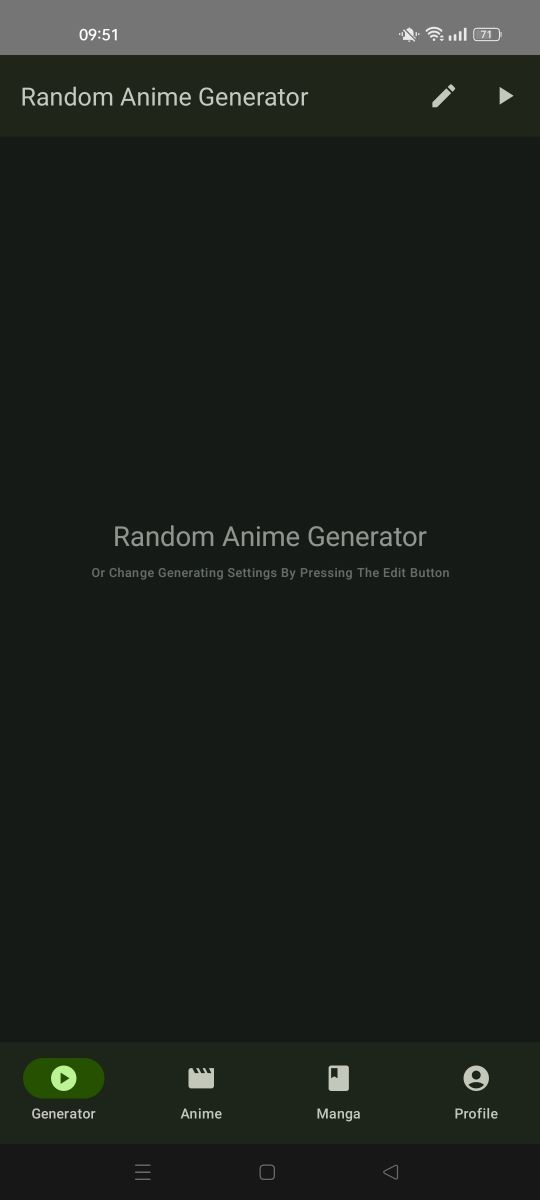 09:51
71
Random Anime Generator
Random Anime Generator
Or Change Generating Settings By Pressing The Edit Button
Generator
Anime
Manga
Profile